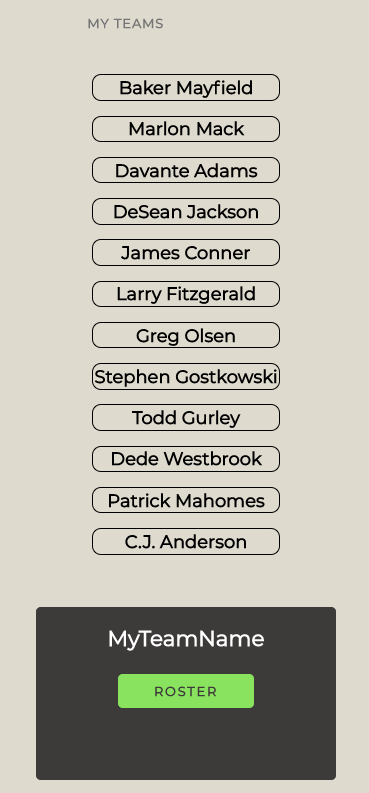 MY TEAMS
Baker Mayfield
Marlon Mack
Davante Adams
DeSean Jackson
James Conner
Larry Fitzgerald
Greg Olsen
Stephen Gostkowski
Todd Gurley
Dede Westbrook
Patrick Mahomes
C.J. Anderson
MyTeamName
ROSTER